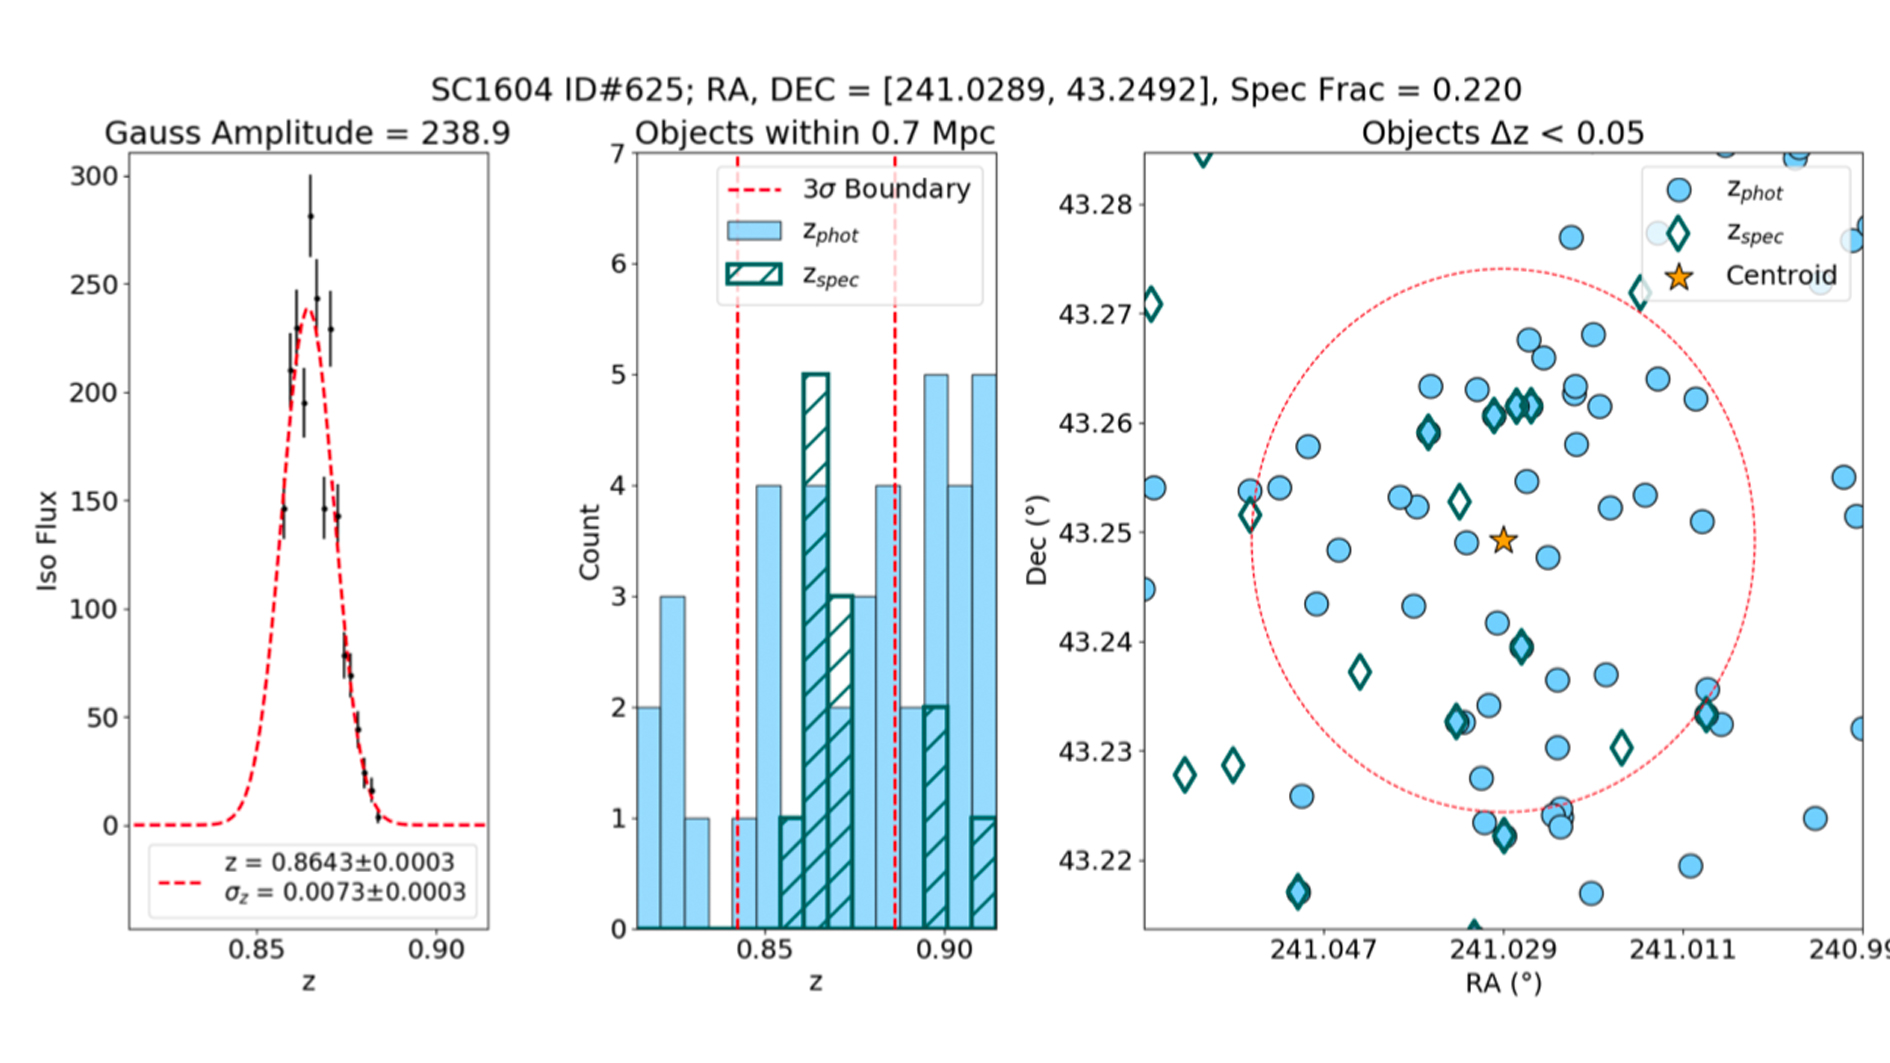 SC1604 ID#625; RA, DEC = [241.0289, 43.2492], Spec Frac = 0.220
Gauss Amplitude = 238.9
300
250
200
150
100
50
0
Iso Flux
z = 0.8643±0.0003
σz = 0.0073±0.0003
0.85 0.90
z
Objects within 0.7 Mpc
7
6
5
4
3
2
1
0
Count
3σ Boundary
zphot
zspec
0.85 0.90
z
Objects Δz < 0.05
43.28
43.27
43.26
43.25
43.24
43.23
43.22
Dec (°)
zphot
zspec
Centroid
241.047 241.029 241.011 240.99
RA (°)